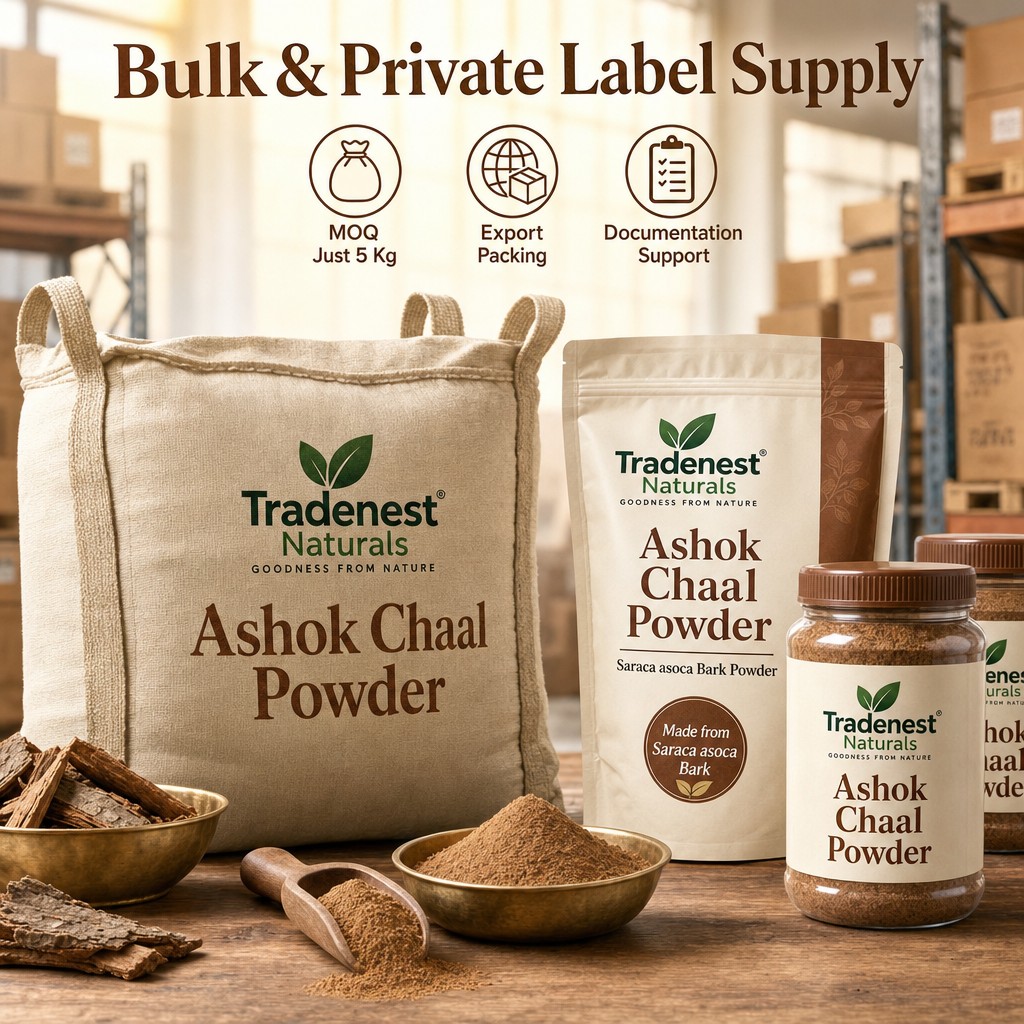 Bulk & Private Label Supply
MOQ
Just 5 Kg
Export
Packing
Documentation
Support
Tradenest®
Naturals
GOODNESS FROM NATURE
Ashok Chaal
Powder
Tradenest®
Naturals
GOODNESS FROM NATURE
Ashok
Chaal
Powder
Saraca asoca Bark Powder
Made from
Saraca asoca
Bark
Tradenest®
Naturals
GOODNESS FROM NATURE
Ashok
Chaal
Powder